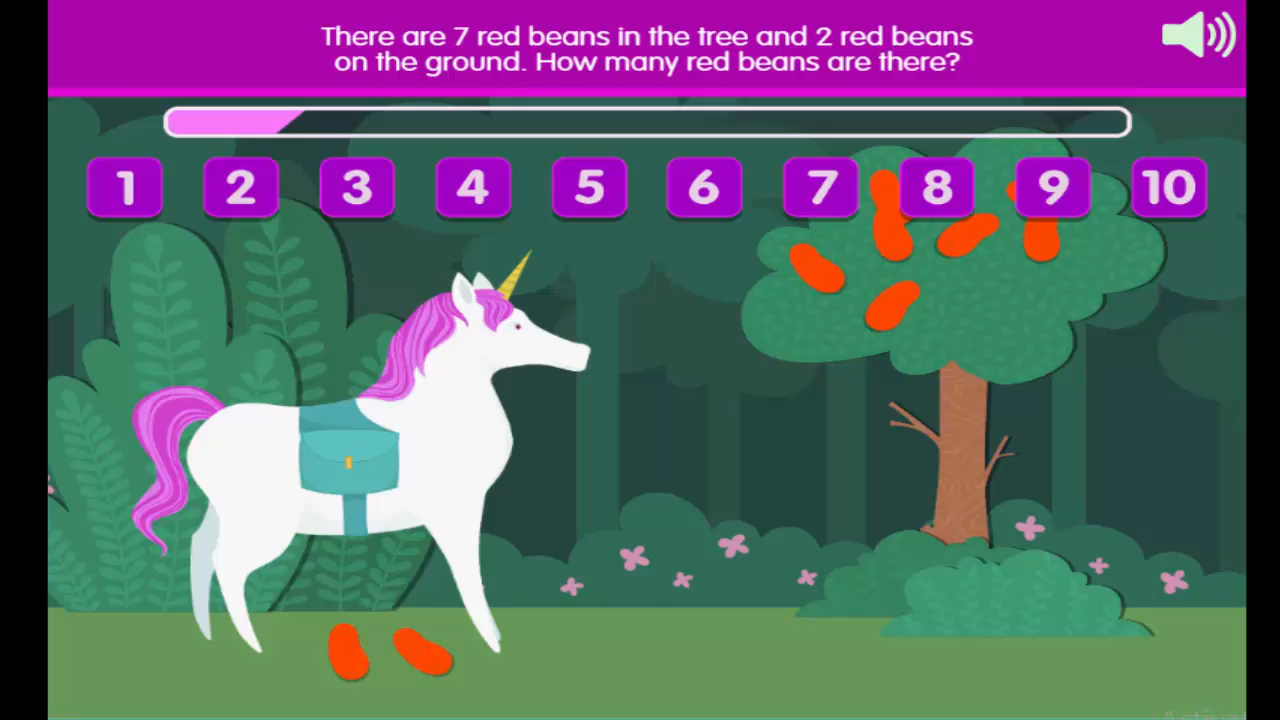 There are 7 red beans in the tree and 2 red beans
on the ground. How many red beans are there?
1 2 3 4 5 6 7 8 9 10